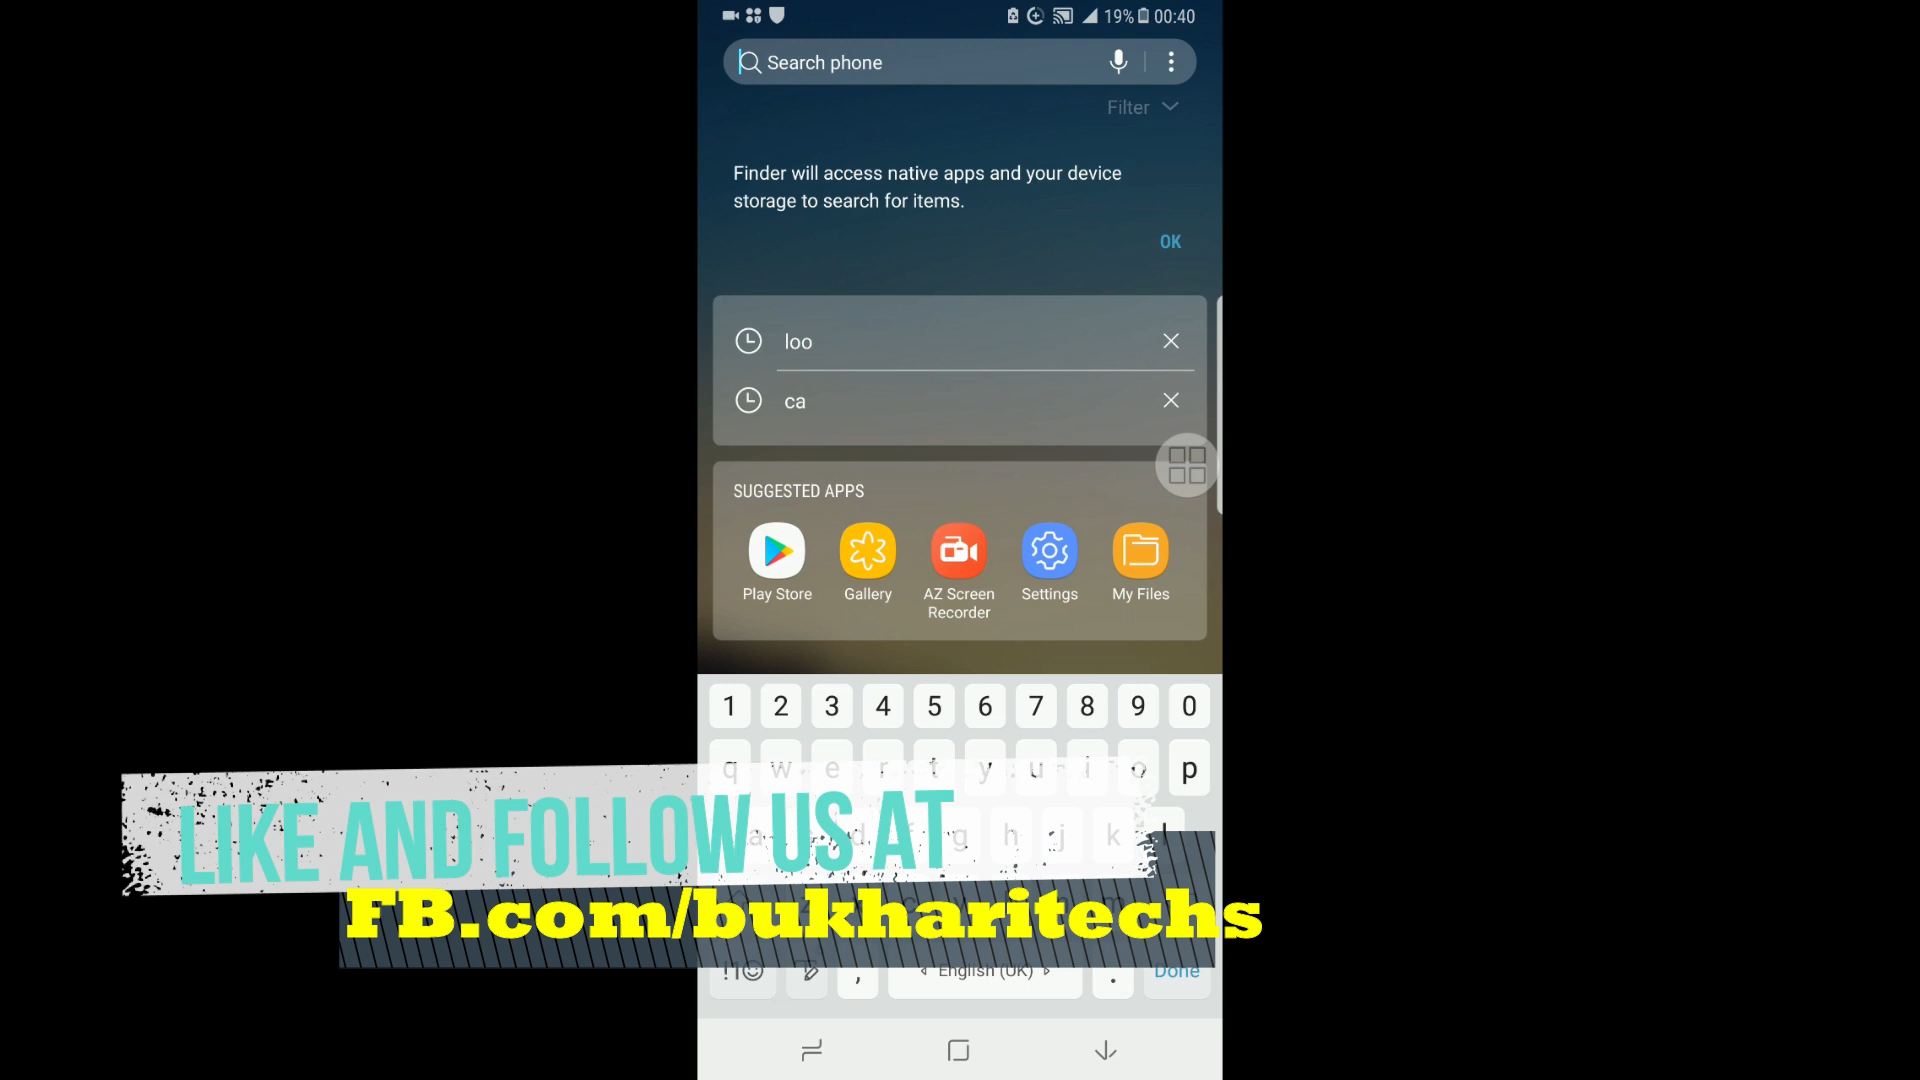 19% 00:40
Search phone
Filter
Finder will access native apps and your device
storage to search for items.
OK
loo
ca
SUGGESTED APPS
Play Store Gallery AZ Screen Settings My Files
Recorder
1 2 3 4 5 6 7 8 9 0
q w e r t y u i o p
a d f g h j k l
LIKE AND FOLLOW US AT
FB.com/bukharitechs
!1☺ , English (UK) . Done